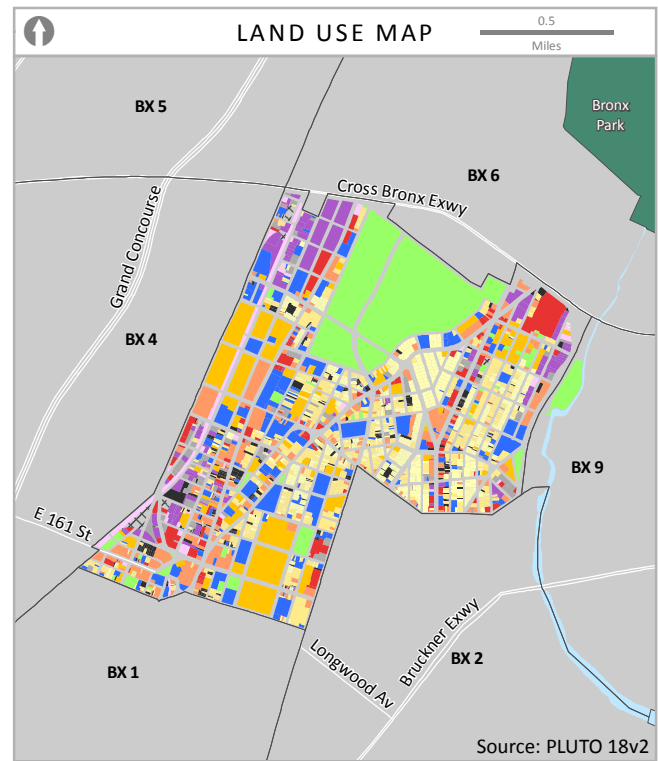 LAND USE MAP
0.5
Miles
BX 5
Bronx
Park
BX 6
Cross Bronx Exwy
Grand Concourse
BX 4
BX 9
E 161 St
Bruckner Exwy
BX 2
Longwood Av
BX 1
Source: PLUTO 18v2